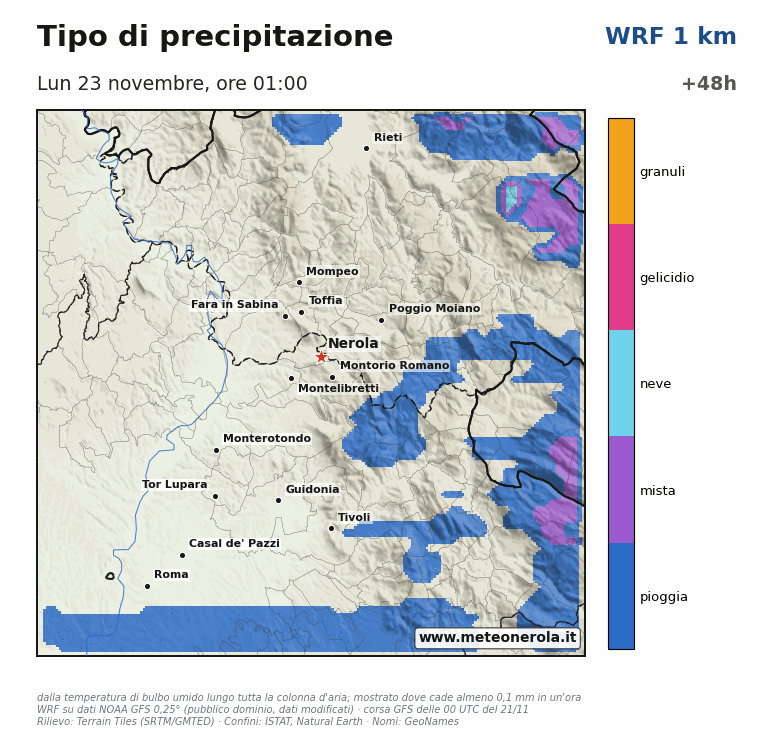 Tipo di precipitazione
WRF 1 km
Lun 23 novembre, ore 01:00
+48h
Rieti
granuli
gelicidio
neve
mista
pioggia
Mompeo
Fara in Sabina
Toffia
Poggio Moiano
Nerola
Montorio Romano
Montelibretti
Monterotondo
Tor Lupara
Guidonia
Tivoli
Casal de' Pazzi
Roma
www.meteonerola.it
dalla temperatura di bulbo umido lungo tutta la colonna d'aria; mostrato dove cade almeno 0,1 mm in un'ora
WRF su dati NOAA GFS 0,25° (pubblico dominio, dati modificati) · corsa GFS delle 00 UTC del 21/11
Rilievo: Terrain Tiles (SRTM/GMTED) · Confini: ISTAT, Natural Earth · Nomi: GeoNames